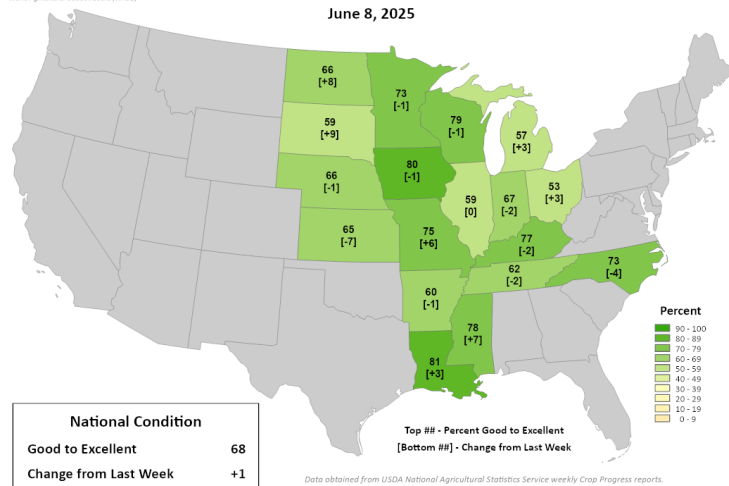 June 8, 2025
66
[+8]
73
[-1]
79
[-1]
59
[+9]
57
[+3]
80
[-1]
66
[-1]
59
[0]
67
[-2]
53
[+3]
65
[-7]
75
[+6]
77
[-2]
62
[-2]
73
[-4]
60
[-1]
78
[+7]
81
[+3]
Percent
90 - 100
80 - 89
70 - 79
60 - 69
50 - 59
40 - 49
30 - 39
20 - 29
10 - 19
0 - 9
National Condition
Good to Excellent 68
Change from Last Week +1
Top ## - Percent Good to Excellent
[Bottom ##] - Change from Last Week
Data obtained from USDA National Agricultural Statistics Service weekly Crop Progress reports.